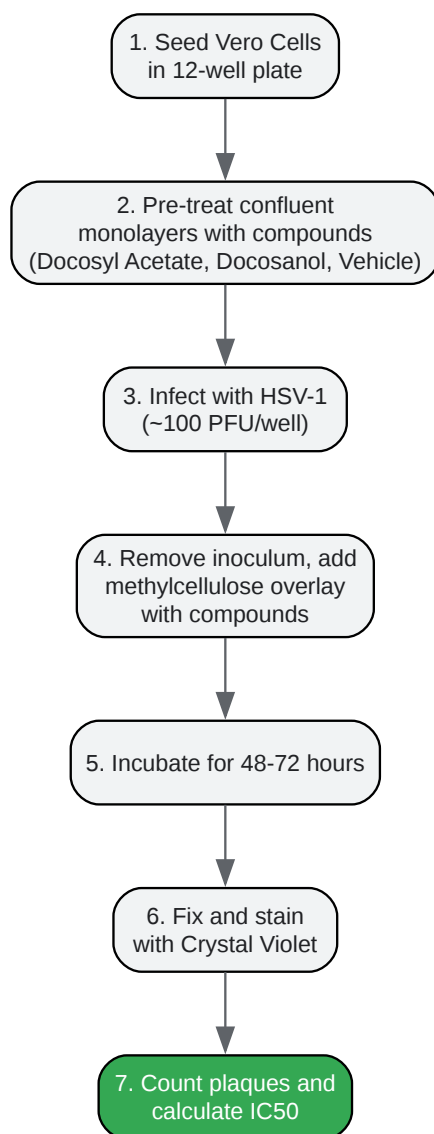 1. Seed Vero Cells
in 12-well plate
2. Pre-treat confluent
monolayers with compounds
(Docosyl Acetate, Docosanol, Vehicle)
3. Infect with HSV-1
(~100 PFU/well)
4. Remove inoculum, add
methylcellulose overlay
with compounds
5. Incubate for 48-72 hours
6. Fix and stain
with Crystal Violet
7. Count plaques and
calculate IC50